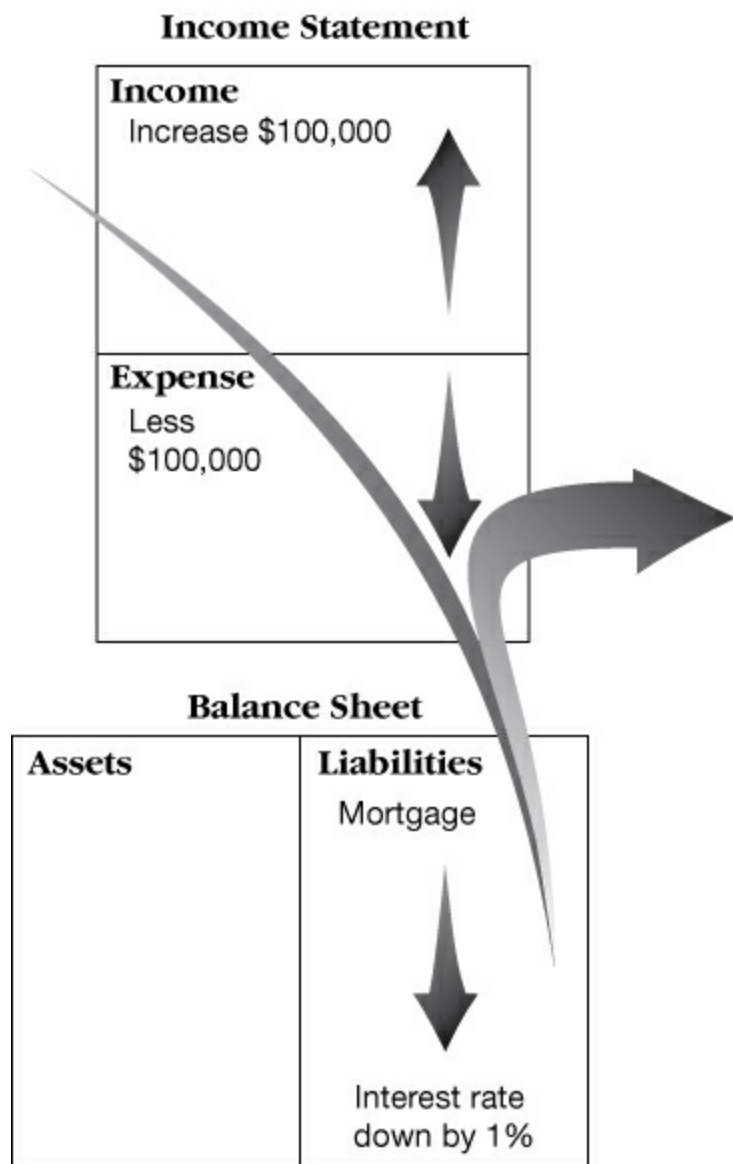 Income Statement
Income
Increase $100,000
Expense
Less
$100,000
Balance Sheet
Assets
Liabilities
Mortgage
Interest rate
down by 1%